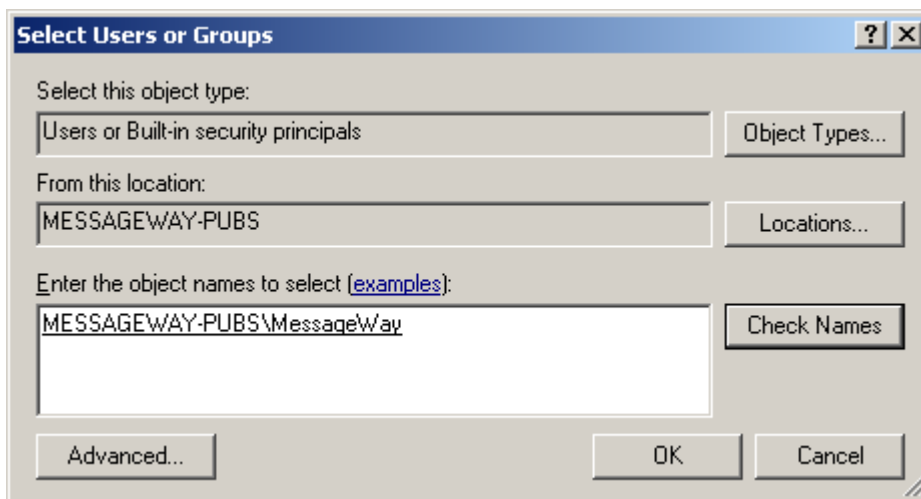 Select Users or Groups
Select this object type:
Users or Built-in security principals
Object Types...
From this location:
MESSAGEWAY-PUBS
Locations...
Enter the object names to select (examples):
MESSAGEWAY-PUBS\MessageWay
Check Names
Advanced...
OK
Cancel